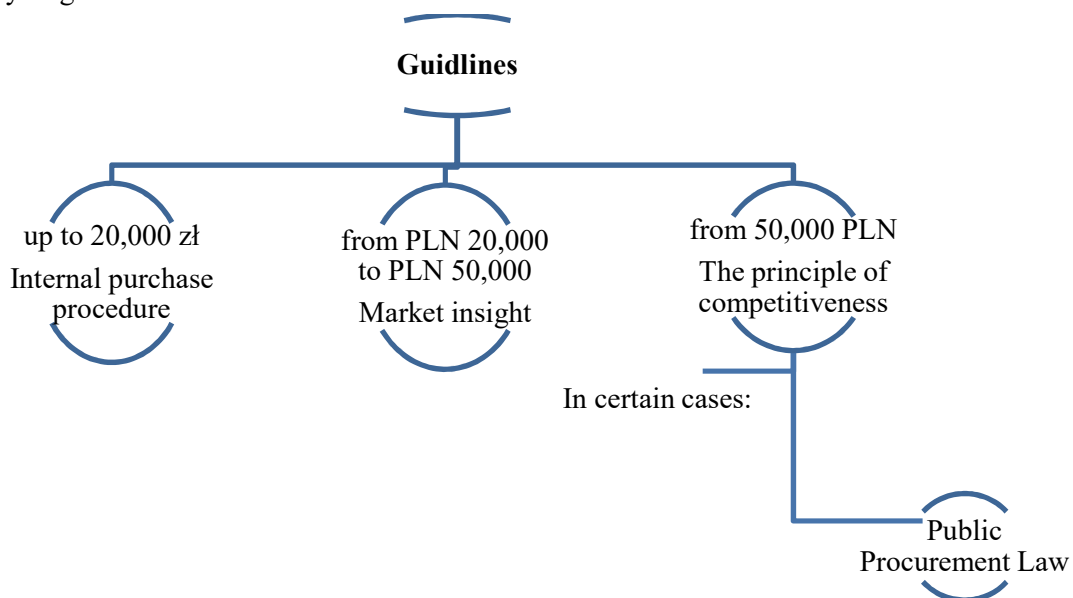 Guidlines
up to 20,000 zł
Internal purchase
procedure
from PLN 20,000
to PLN 50,000
Market insight
from 50,000 PLN
The principle of
competitiveness
In certain cases:
Public
Procurement Law